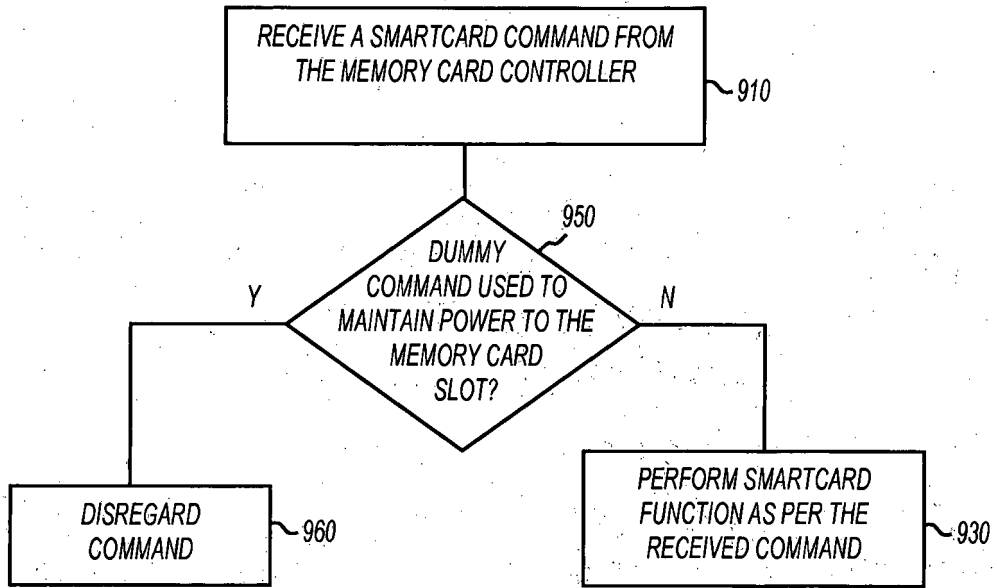 RECEIVE A SMARTCARD COMMAND FROM
THE MEMORY CARD CONTROLLER
910
950
DUMMY
COMMAND USED TO
MAINTAIN POWER TO THE
MEMORY CARD
SLOT?
Y
N
DISREGARD
COMMAND
960
PERFORM SMARTCARD
FUNCTION AS PER THE
RECEIVED COMMAND
930